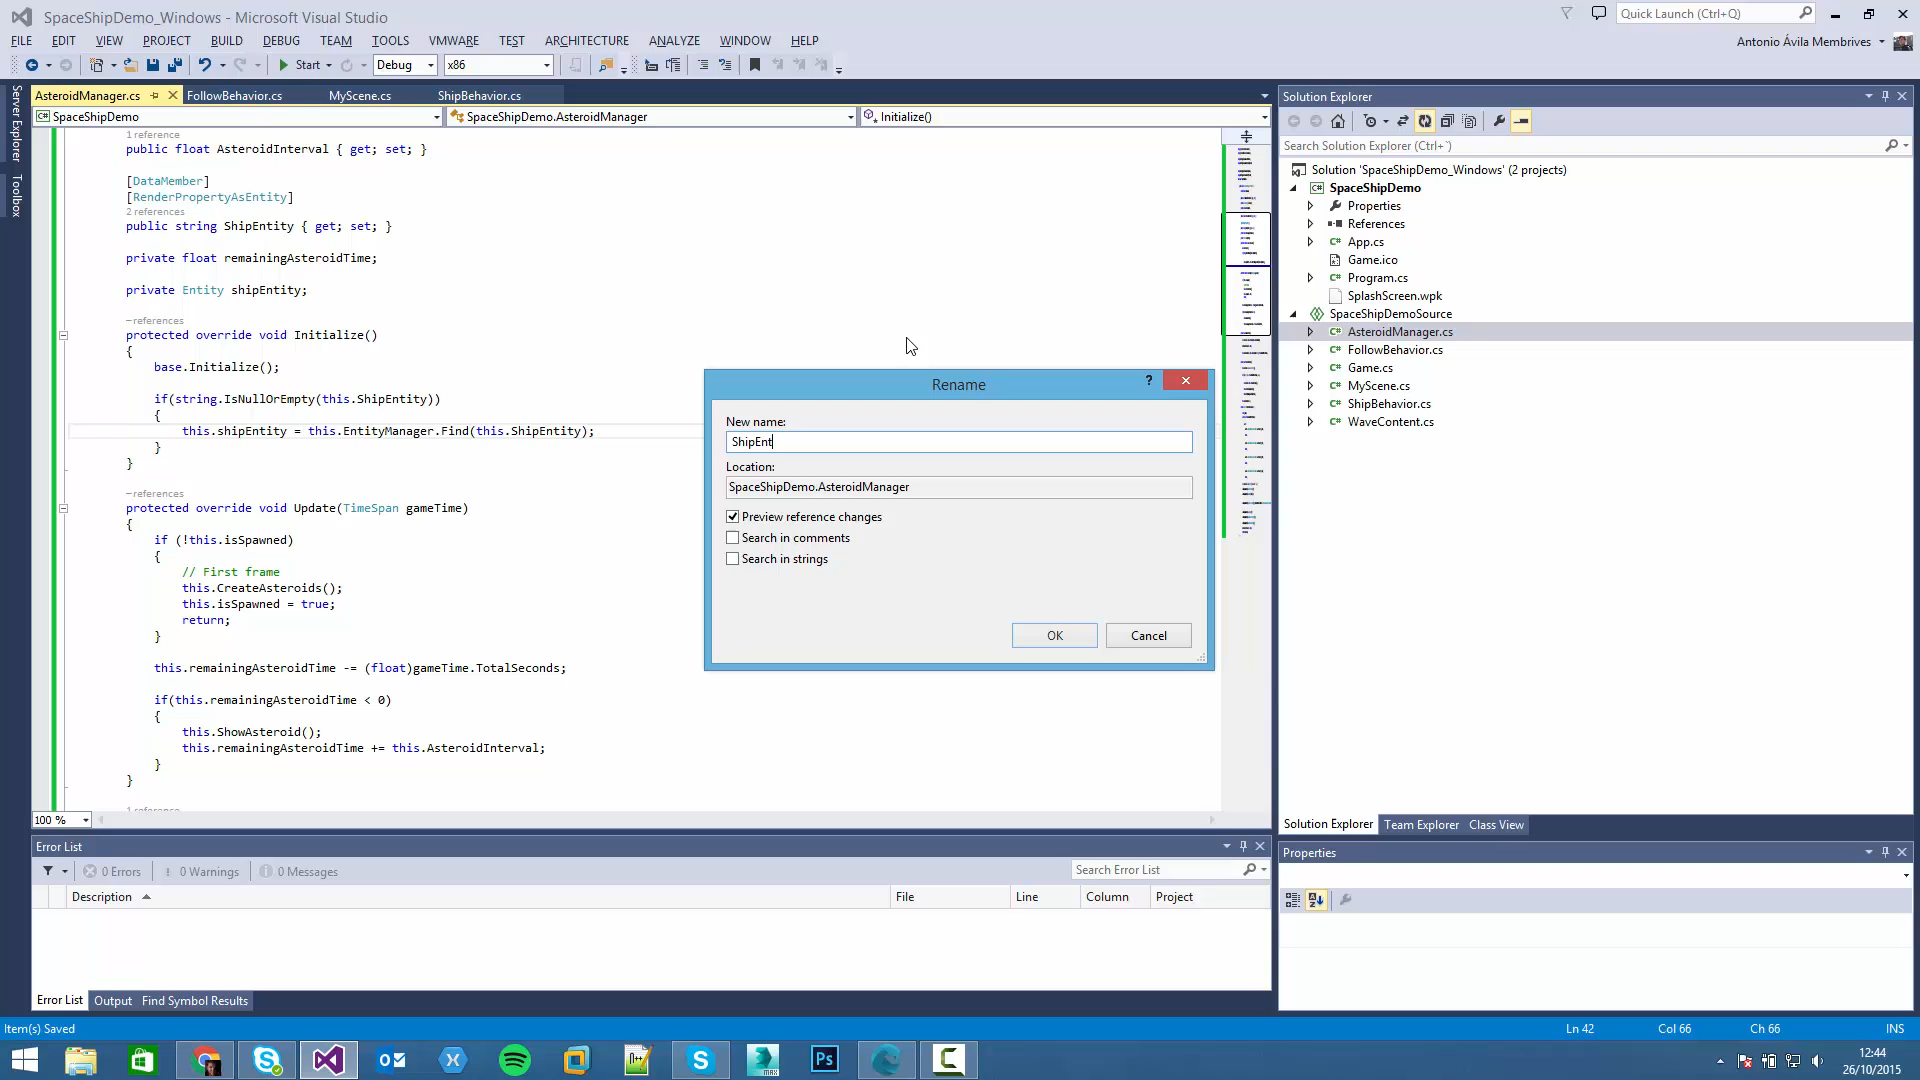 SpaceShipDemo_Windows - Microsoft Visual Studio
Quick Launch (Ctrl+Q)
FILE EDIT VIEW PROJECT BUILD DEBUG TEAM TOOLS VMWARE TEST ARCHITECTURE ANALYZE WINDOW HELP
Antonio Ávila Membrives
Start Debug x86
Server Explorer
Toolbox
AsteroidManager.cs FollowBehavior.cs MyScene.cs ShipBehavior.cs
SpaceShipDemo SpaceShipDemo.AsteroidManager Initialize()
1 reference
public float AsteroidInterval { get; set; }
[DataMember]
[RenderPropertyAsEntity]
2 references
public string ShipEntity { get; set; }
private float remainingAsteroidTime;
private Entity shipEntity;
-references
protected override void Initialize()
{
base.Initialize();
if(string.IsNullOrEmpty(this.ShipEntity))
{
this.shipEntity = this.EntityManager.Find(this.ShipEntity);
}
}
-references
protected override void Update(TimeSpan gameTime)
{
if (!this.isSpawned)
{
// First frame
this.CreateAsteroids();
this.isSpawned = true;
return;
}
this.remainingAsteroidTime -= (float)gameTime.TotalSeconds;
if(this.remainingAsteroidTime < 0)
{
this.ShowAsteroid();
this.remainingAsteroidTime += this.AsteroidInterval;
}
}
1 reference
100 %
Rename
?
New name:
ShipEnt
Location:
SpaceShipDemo.AsteroidManager
Preview reference changes
Search in comments
Search in strings
OK Cancel
Solution Explorer
Search Solution Explorer (Ctrl+`)
Solution 'SpaceShipDemo_Windows' (2 projects)
SpaceShipDemo
Properties
References
App.cs
Game.ico
Program.cs
SplashScreen.wpk
SpaceShipDemoSource
AsteroidManager.cs
FollowBehavior.cs
Game.cs
MyScene.cs
ShipBehavior.cs
WaveContent.cs
Solution Explorer Team Explorer Class View
Properties
Error List
0 Errors 0 Warnings 0 Messages
Search Error List
Description File Line Column Project
Error List Output Find Symbol Results
Item(s) Saved
Ln 42 Col 66 Ch 66 INS
12:44
26/10/2015